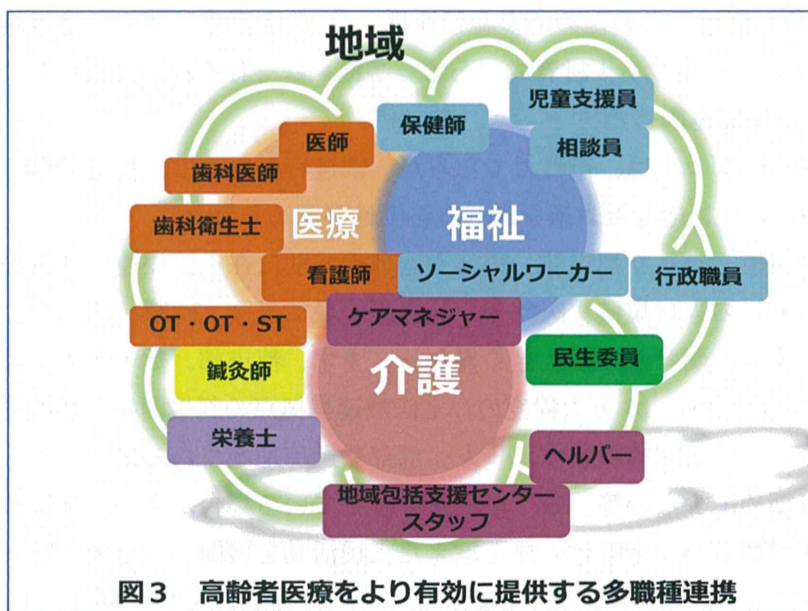 地域
児童支援員
保健師
医師
相談員
歯科医師
歯科衛生士
医療
福祉
看護師
ソーシャルワーカー
行政職員
OT・OT・ST
ケアマネジャー
鍼灸師
介護
民生委員
栄養士
ヘルパー
地域包括支援センター
スタッフ
図3 高齢者医療をより有効に提供する多職種連携